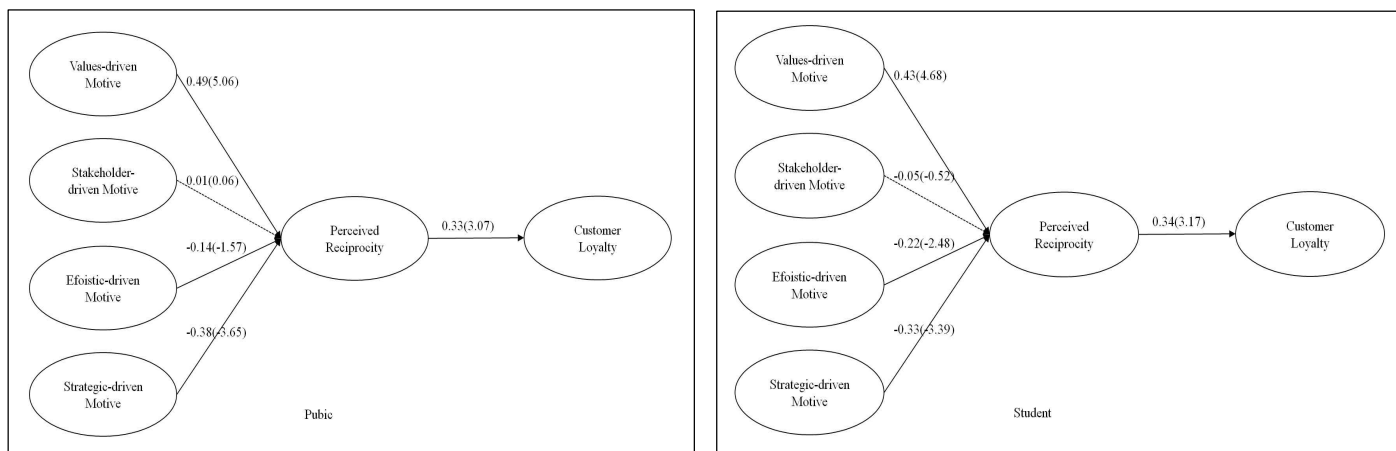 Values-driven
Motive
0.49(5.06)
Stakeholder-
driven Motive
0.01(0.06)
Efoistic-driven
Motive
-0.14(-1.57)
Strategic-driven
Motive
-0.38(-3.65)
Perceived
Reciprocity
0.33(3.07)
Customer
Loyalty
Pubic
Values-driven
Motive
0.43(4.68)
Stakeholder-
driven Motive
-0.05(-0.52)
Efoistic-driven
Motive
-0.22(-2.48)
Strategic-driven
Motive
-0.33(-3.39)
Perceived
Reciprocity
0.34(3.17)
Customer
Loyalty
Student